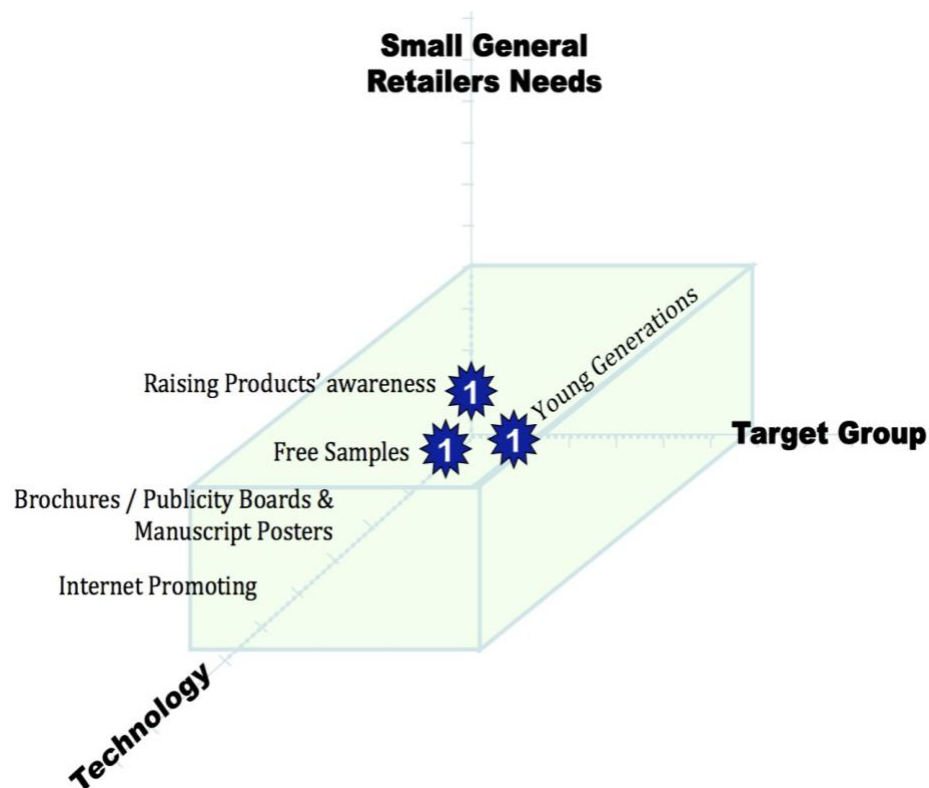 Small General
Retailers Needs
Young Generations
Raising Products' awareness
1
Target Group
1
Free Samples
1
Brochures / Publicity Boards &
Manuscript Posters
Internet Promoting
Technology